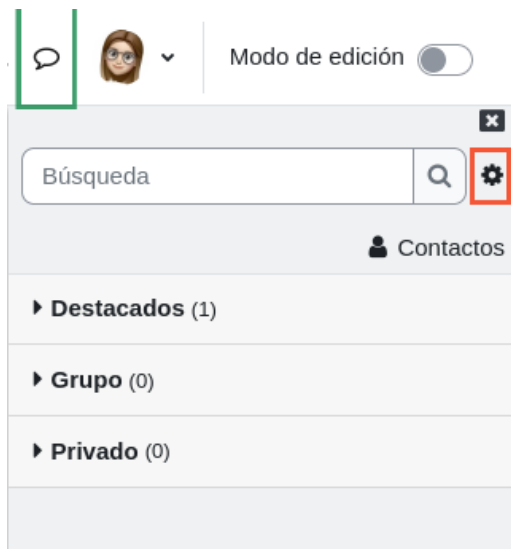 Modo de edición
Búsqueda
Contactos
Destacados (1)
Grupo (0)
Privado (0)